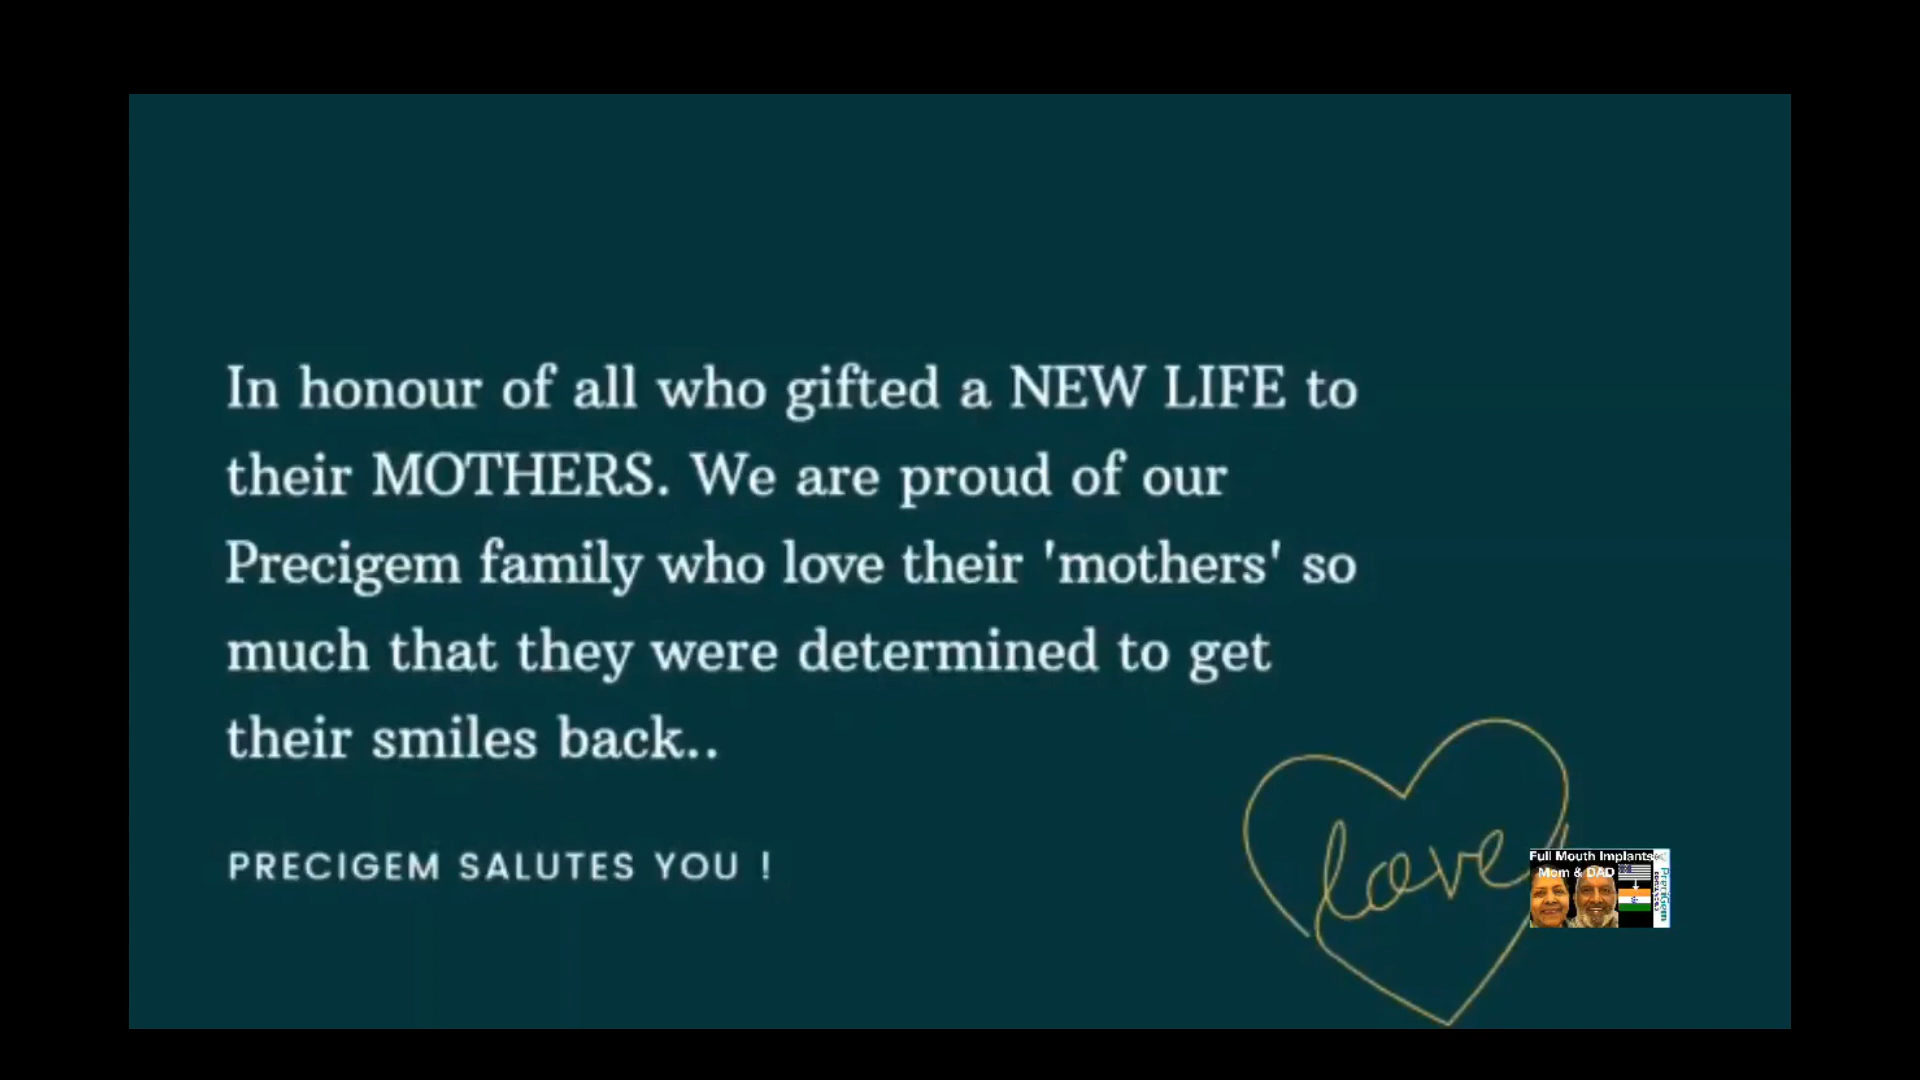 In honour of all who gifted a NEW LIFE to
their MOTHERS. We are proud of our
Precigem family who love their 'mothers' so
much that they were determined to get
their smiles back..
PRECIGEM SALUTES YOU !
love
Full Mouth Implants
Mom & DAD
PreciGem